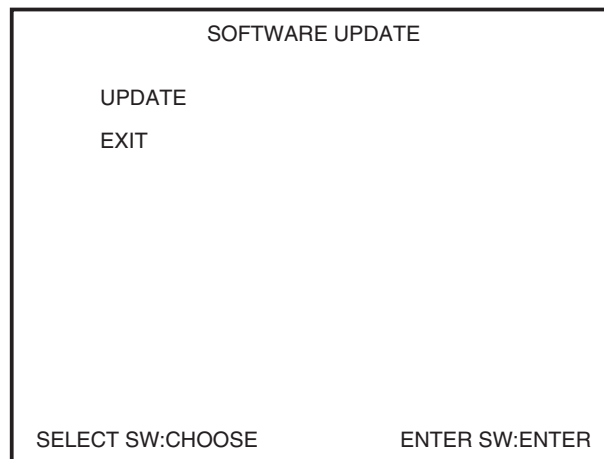 SOFTWARE UPDATE
UPDATE
EXIT
SELECT SW:CHOOSE ENTER SW:ENTER